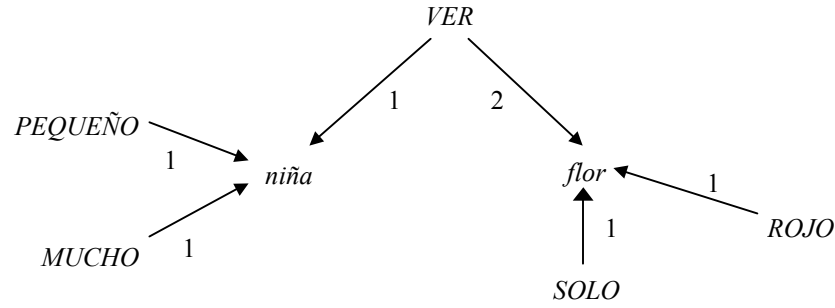 VER
1
2
PEQUEÑO
1
niña
flor
1
MUCHO
1
1
ROJO
SOLO